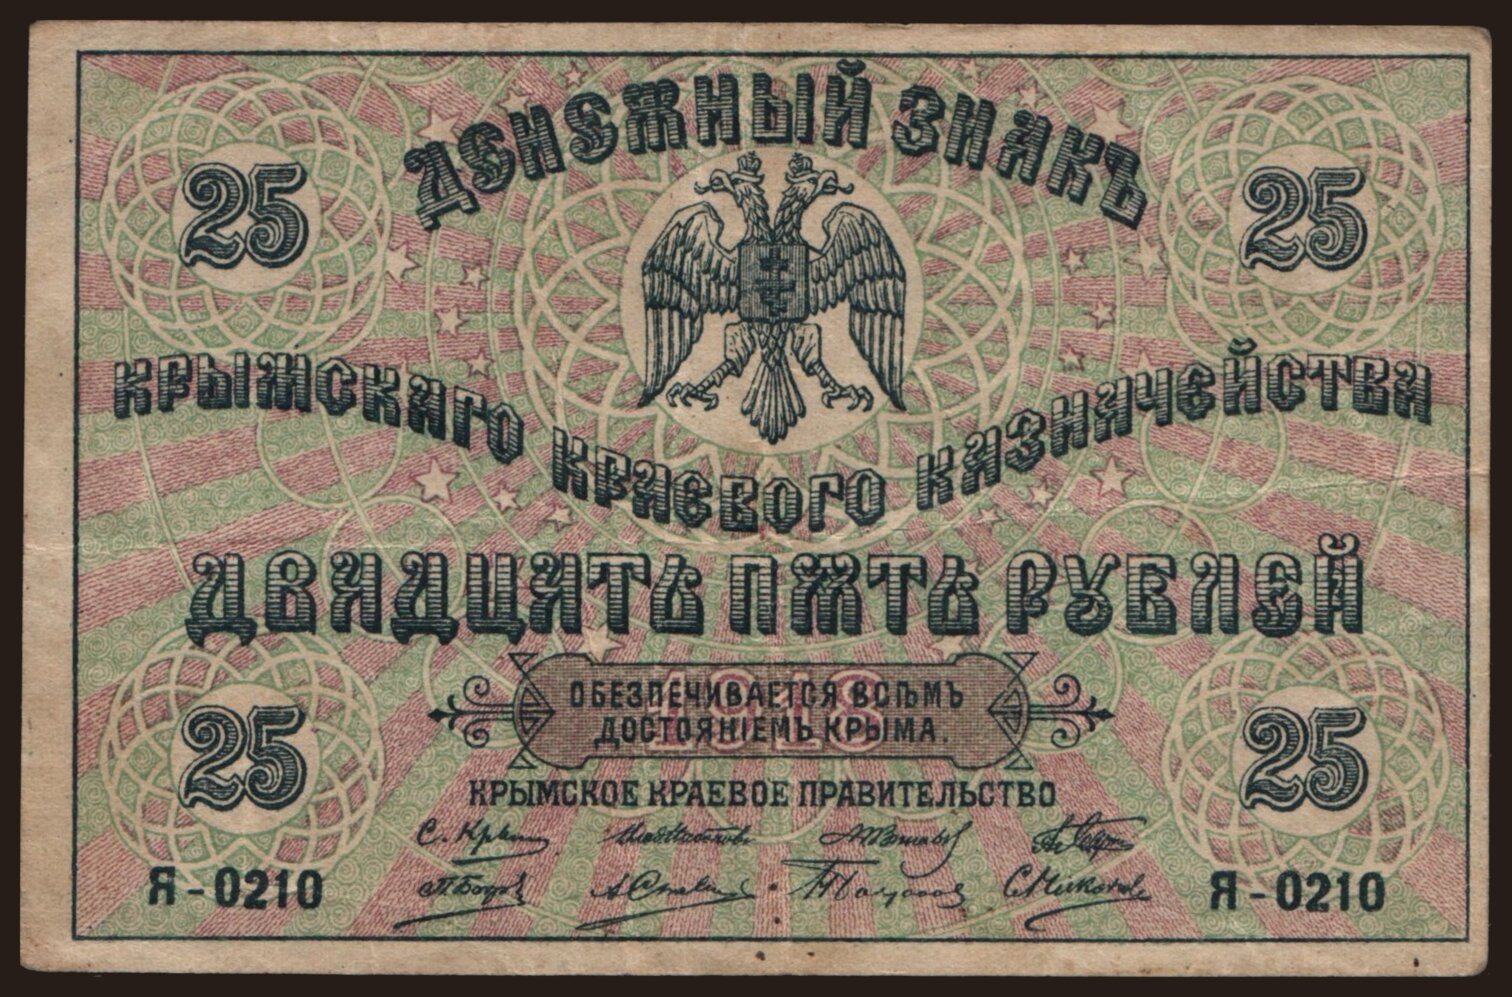 ДЕНЕЖНЫЙ ЗНАКЪ
25
25
КРЫМСКАГО КРАЕВОГО КАЗНАЧЕЙСТВА
ДВАДЦАТЬ ПЯТЬ РУБЛЕЙ
1918
ОБЕЗПЕЧИВАЕТСЯ ВСѢМЪ
ДОСТОЯНІЕМЪ КРЫМА.
25
25
КРЫМСКОЕ КРАЕВОЕ ПРАВИТЕЛЬСТВО
Я-0210
Я-0210